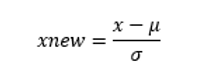 xnew = (x − μ) / σ